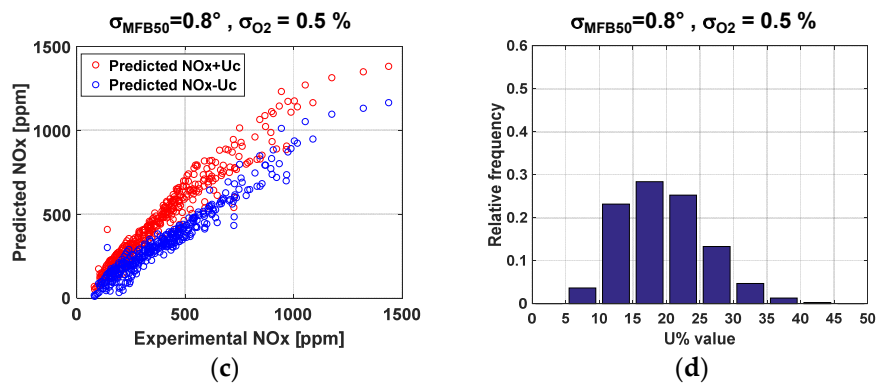 σMFB50=0.8° , σO2 = 0.5 %
1500
1000
500
0
0
500
1000
1500
Predicted NOx [ppm]
Predicted NOx+Uc
Predicted NOx-Uc
Experimental NOx [ppm]
(c)
σMFB50=0.8° , σO2 = 0.5 %
0.6
0.5
0.4
0.3
0.2
0.1
0
0 5 10 15 20 25 30 35 40 45 50
Relative frequency
U% value
(d)